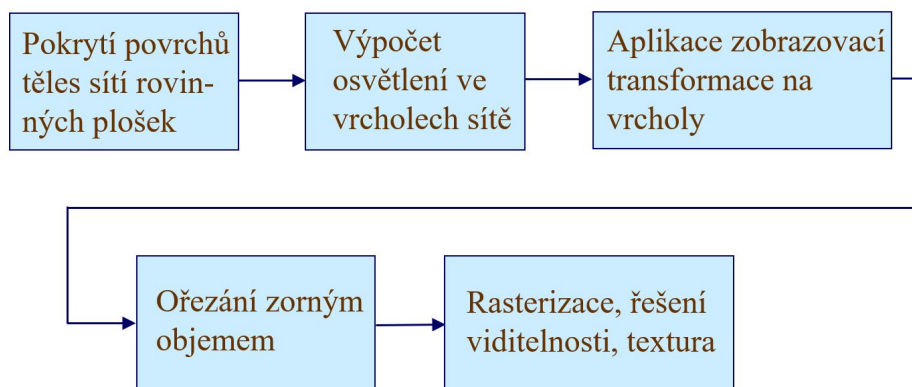 Pokrytí povrchů
těles sítí rovin-
ných plošek
Výpočet
osvětlení ve
vrcholech sítě
Aplikace zobrazovací
transformace na
vrcholy
Ořezání zorným
objemem
Rasterizace, řešení
viditelnosti, textura